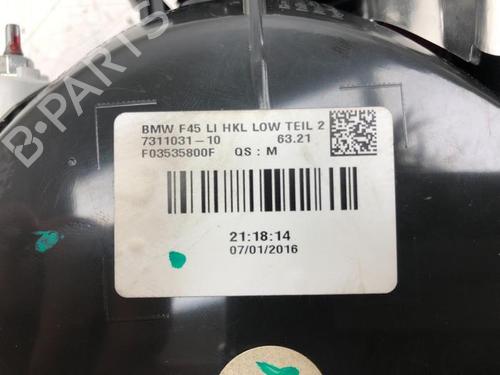 BMW F45 LI HKL LOW TEIL 2
7311031-10 63.21
F03535800F QS : M
21:18:14
07/01/2016
B-PARTS